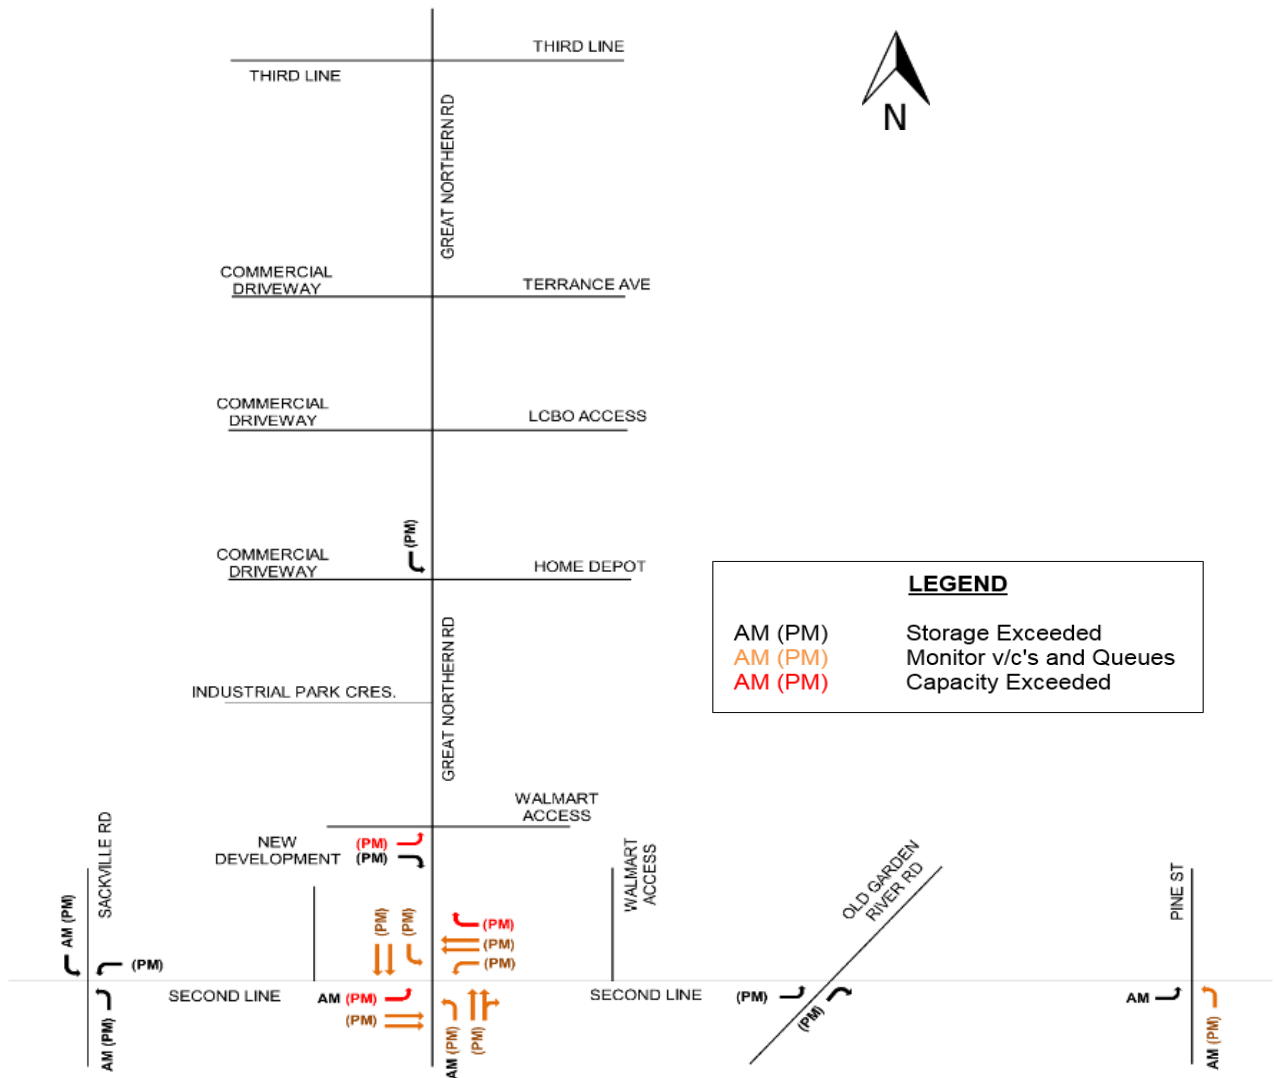 THIRD LINE
THIRD LINE
N
GREAT NORTHERN RD
COMMERCIAL
DRIVEWAY
TERRANCE AVE
COMMERCIAL
DRIVEWAY
LCBO ACCESS
(PM)
COMMERCIAL
DRIVEWAY
HOME DEPOT
LEGEND
AM (PM) Storage Exceeded
AM (PM) Monitor v/c's and Queues
AM (PM) Capacity Exceeded
INDUSTRIAL PARK CRES.
GREAT NORTHERN RD
WALMART
ACCESS
NEW
DEVELOPMENT
(PM)
(PM)
SACKVILLE RD
WALMART
ACCESS
OLD GARDEN
RIVER RD
PINE ST
AM (PM)
(PM)
(PM)
(PM)
(PM)
(PM)
(PM)
SECOND LINE
AM (PM)
(PM)
SECOND LINE
(PM)
(PM)
AM
AM (PM)
AM (PM)
(PM)
AM (PM)